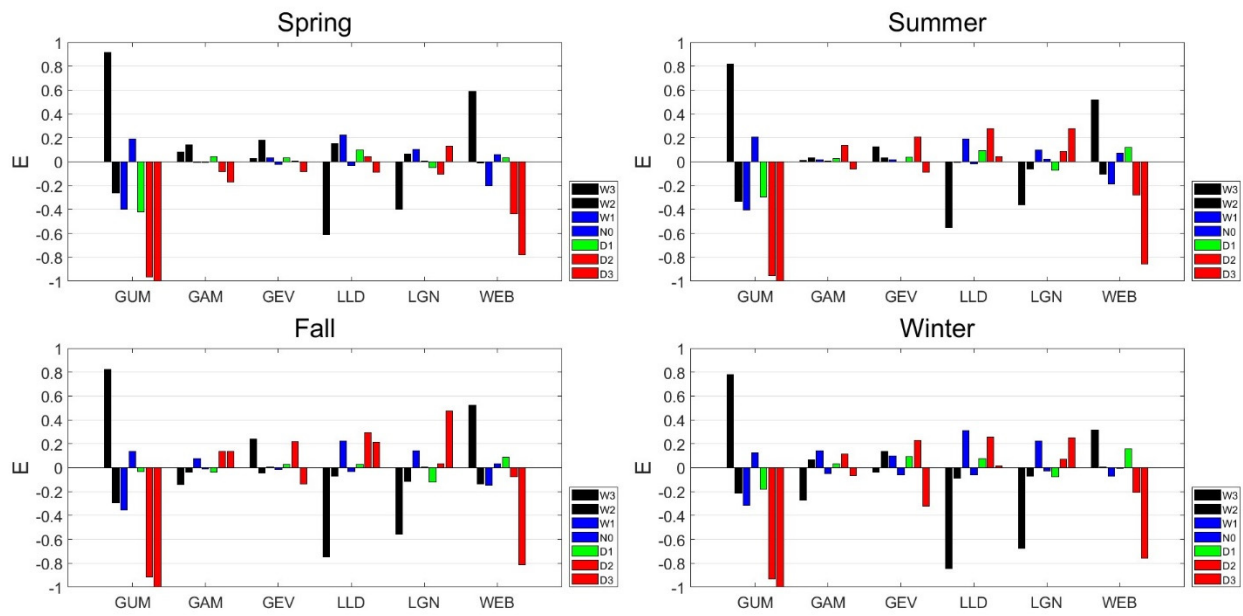 Spring
1
0.8
0.6
0.4
0.2
0
-0.2
-0.4
-0.6
-0.8
-1
E
GUM GAM GEV LLD LGN WEB
W3
W2
W1
N0
D1
D2
D3
Summer
1
0.8
0.6
0.4
0.2
0
-0.2
-0.4
-0.6
-0.8
-1
E
GUM GAM GEV LLD LGN WEB
W3
W2
W1
N0
D1
D2
D3
Fall
1
0.8
0.6
0.4
0.2
0
-0.2
-0.4
-0.6
-0.8
-1
E
GUM GAM GEV LLD LGN WEB
W3
W2
W1
N0
D1
D2
D3
Winter
1
0.8
0.6
0.4
0.2
0
-0.2
-0.4
-0.6
-0.8
-1
E
GUM GAM GEV LLD LGN WEB
W3
W2
W1
N0
D1
D2
D3